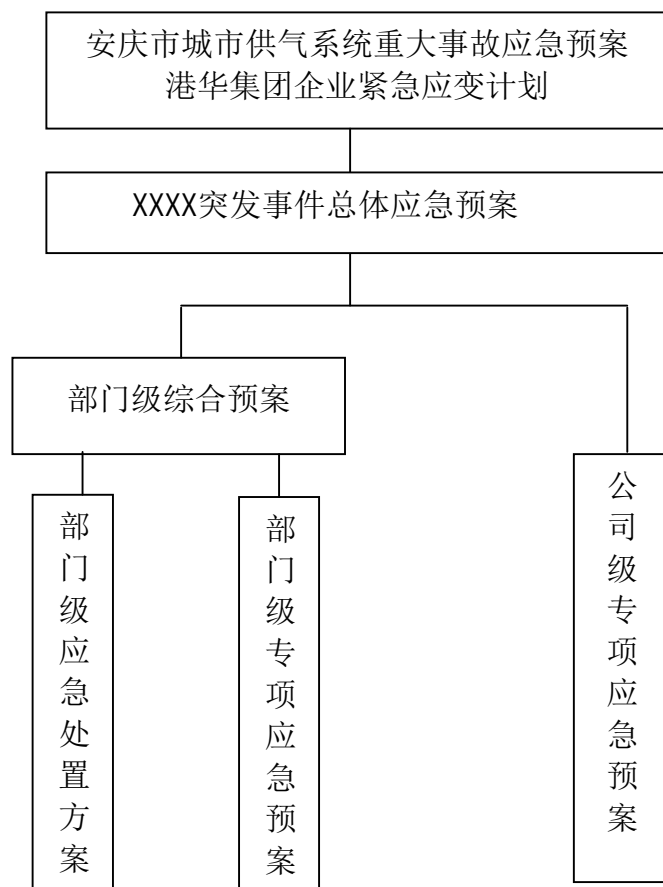 安庆市城市供气系统重大事故应急预案
港华集团企业紧急应变计划
XXXX突发事件总体应急预案
部门级综合预案
部门级应急处置方案
部门级专项应急预案
公司级专项应急预案